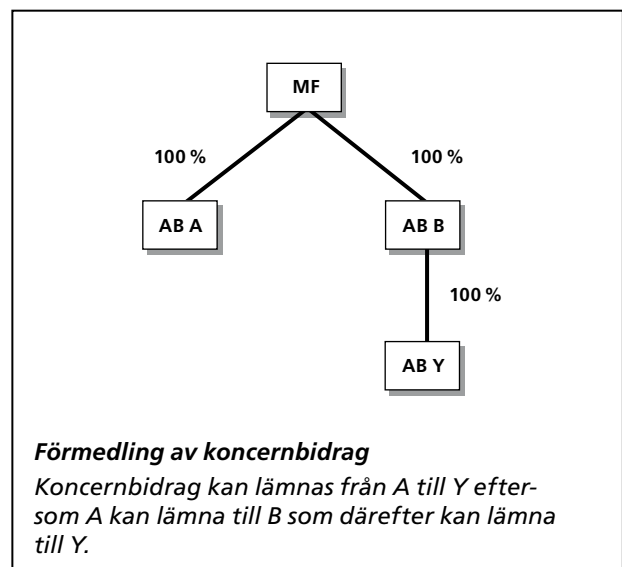 MF
100 %
100 %
AB A
AB B
100 %
AB Y
Förmedling av koncernbidrag
Koncernbidrag kan lämnas från A till Y efter-
som A kan lämna till B som därefter kan lämna
till Y.